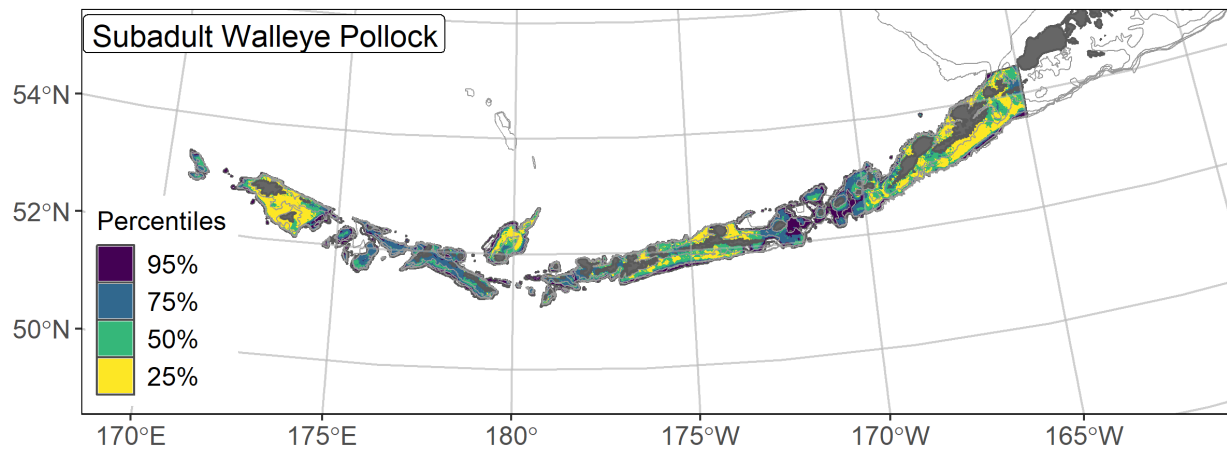 Subadult Walleye Pollock
54°N
52°N
50°N
Percentiles
95%
75%
50%
25%
170°E
175°E
180°
175°W
170°W
165°W